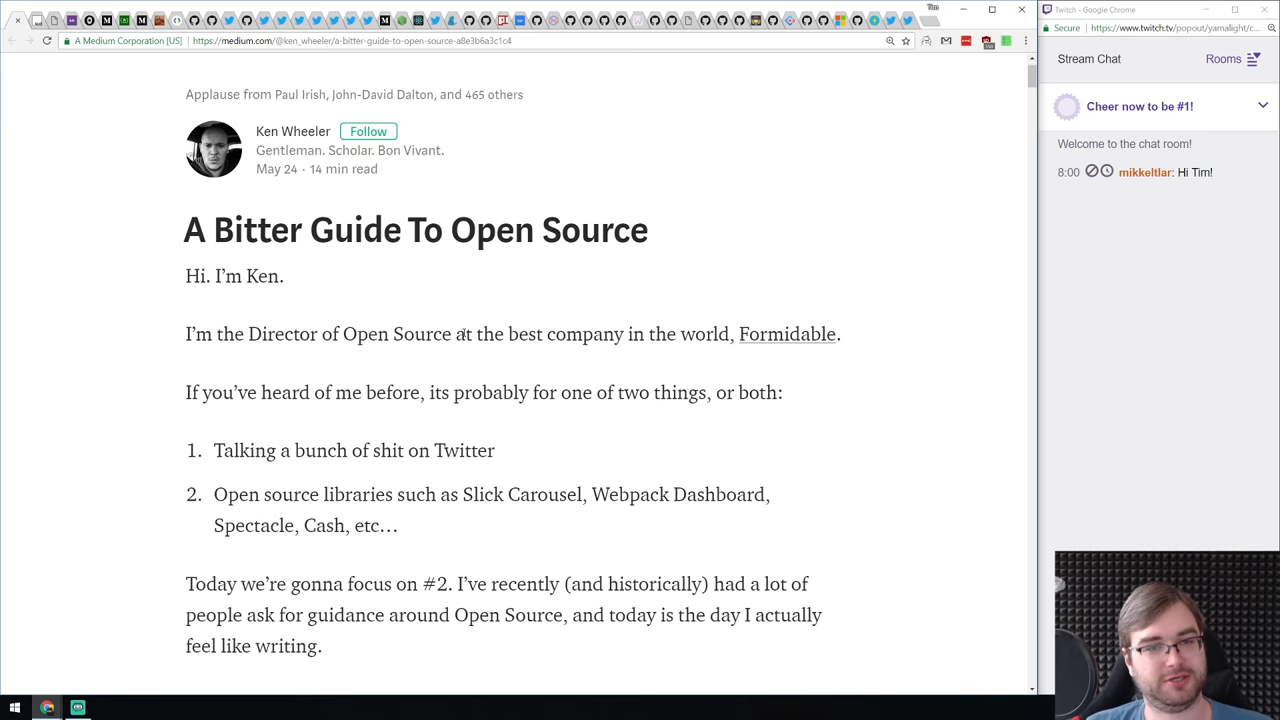 Tim
A Medium Corporation [US]
https://medium.com/@ken_wheeler/a-bitter-guide-to-open-source-a8e3b6a3c1c4
Applause from Paul Irish, John-David Dalton, and 465 others
Ken Wheeler
Follow
Gentleman. Scholar. Bon Vivant.
May 24 · 14 min read
A Bitter Guide To Open Source
Hi. I’m Ken.
I’m the Director of Open Source at the best company in the world, Formidable.
If you’ve heard of me before, its probably for one of two things, or both:
1. Talking a bunch of shit on Twitter
2. Open source libraries such as Slick Carousel, Webpack Dashboard,
Spectacle, Cash, etc…
Today we’re gonna focus on #2. I’ve recently (and historically) had a lot of
people ask for guidance around Open Source, and today is the day I actually
feel like writing.
Twitch - Google Chrome
Secure
https://www.twitch.tv/popout/yamalight/c...
Stream Chat
Rooms
Cheer now to be #1!
Welcome to the chat room!
8:00 mikkeltlar: Hi Tim!